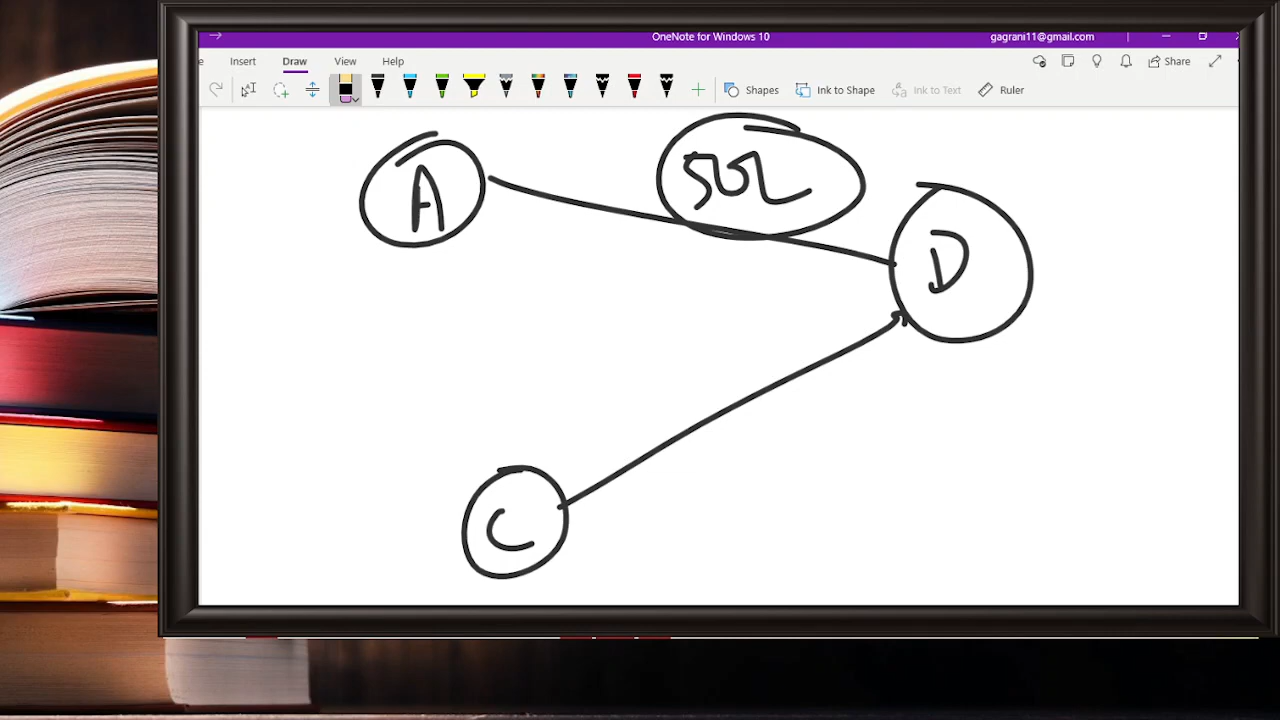 OneNote for Windows 10 gagrani11@gmail.com
Insert Draw View Help Share
Shapes Ink to Shape Ink to Text Ruler
A
D
C